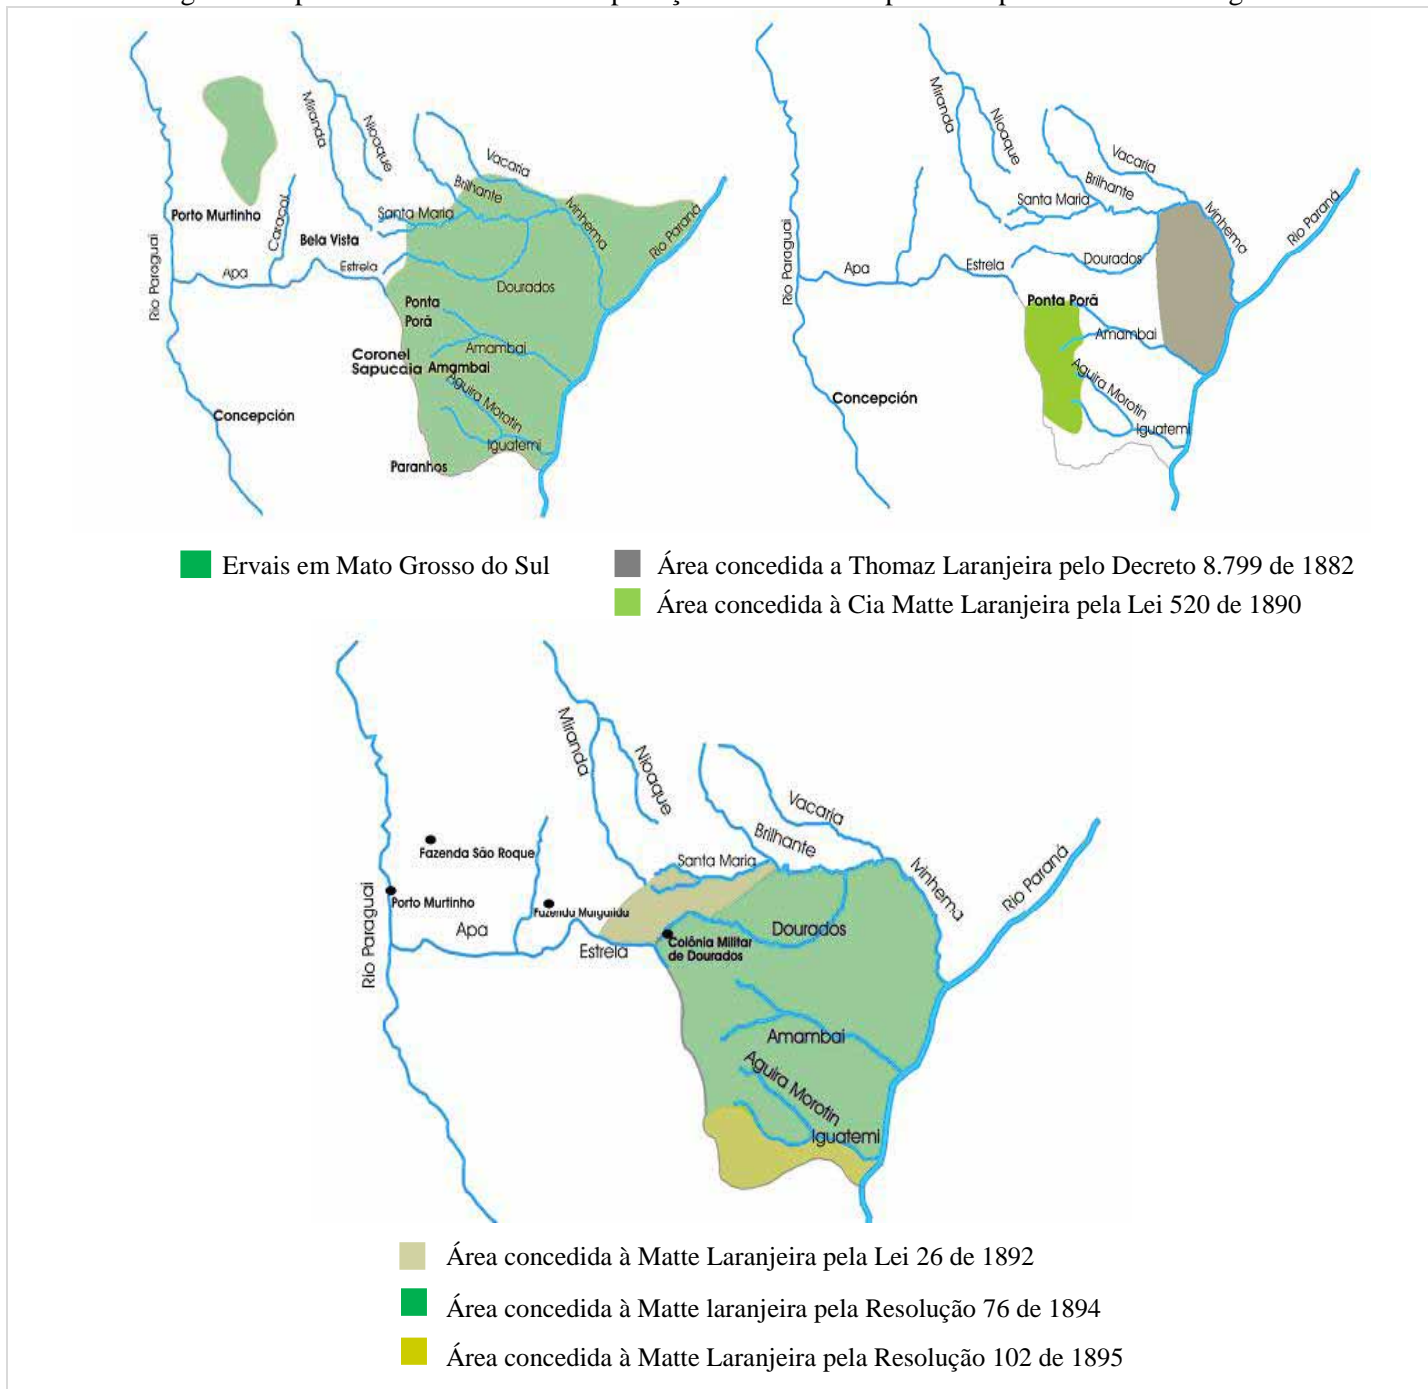 Miranda
Nioaque
Vacaria
Brilhante
Santa Maria
Ivinhema
Porto Murtinho
Caracol
Bela Vista
Rio Paraná
Apa
Estrela
Dourados
Rio Paraguai
Ponta
Porã
Amambai
Coronel
Sapuccia
Amambai
Aguira Morotin
Concepción
Iguatemi
Paranhos
Miranda
Nioaque
Vacaria
Brilhante
Santa Maria
Ivinhema
Rio Paraná
Rio Paraguai
Apa
Estrela
Dourados
Ponta Porã
Amambai
Aguira Morotin
Concepción
Iguatemi
Ervais em Mato Grosso do Sul
Área concedida a Thomaz Laranjeira pelo Decreto 8.799 de 1882
Área concedida à Cia Matte Laranjeira pela Lei 520 de 1890
Miranda
Nioaque
Vacaria
Brilhante
Santa Maria
Ivinhema
Rio Paraná
Fazenda São Roque
Porto Murtinho
Rio Paraguai
Fazenda Margarida
Apa
Estrela
Colônia Militar
de Dourados
Dourados
Amambai
Aguira Morotin
Iguatemi
Área concedida à Matte Laranjeira pela Lei 26 de 1892
Área concedida à Matte laranjeira pela Resolução 76 de 1894
Área concedida à Matte Laranjeira pela Resolução 102 de 1895